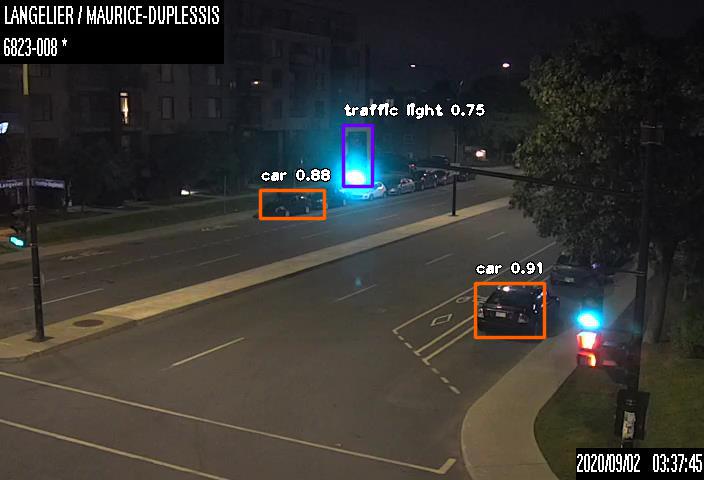 LANGELIER / MAURICE-DUPLESSIS
6823-008 *
traffic light 0.75
car 0.88
Langelier
car 0.91
2020/09/02 03:37:45